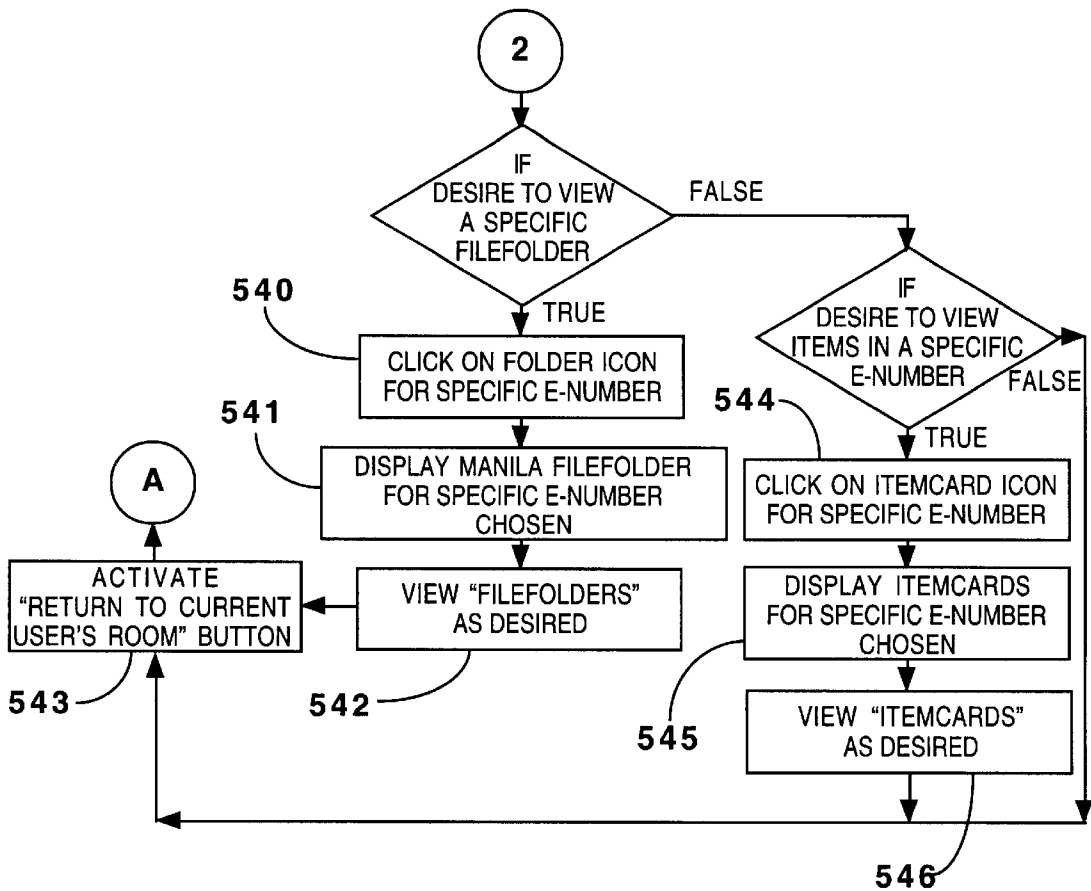 2
IF
DESIRE TO VIEW
A SPECIFIC
FILEFOLDER
FALSE
TRUE
540
CLICK ON FOLDER ICON
FOR SPECIFIC E-NUMBER
541
DISPLAY MANILA FILEFOLDER
FOR SPECIFIC E-NUMBER
CHOSEN
VIEW “FILEFOLDERS”
AS DESIRED
542
A
ACTIVATE
“RETURN TO CURRENT
USER'S ROOM” BUTTON
543
IF
DESIRE TO VIEW
ITEMS IN A SPECIFIC
E-NUMBER
FALSE
TRUE
544
CLICK ON ITEMCARD ICON
FOR SPECIFIC E-NUMBER
DISPLAY ITEMCARDS
FOR SPECIFIC E-NUMBER
CHOSEN
545
VIEW “ITEMCARDS”
AS DESIRED
546